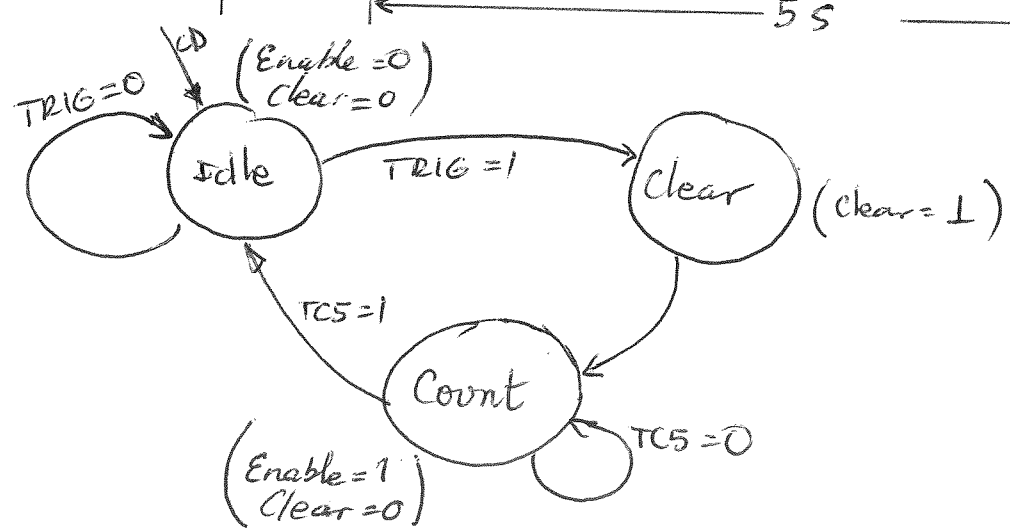 5 S
CD
(Enable = 0
Clear = 0)
TRIG = 0
Idle
TRIG = 1
Clear
(Clear = 1)
TC5 = 1
Count
TC5 = 0
(Enable = 1
Clear = 0)